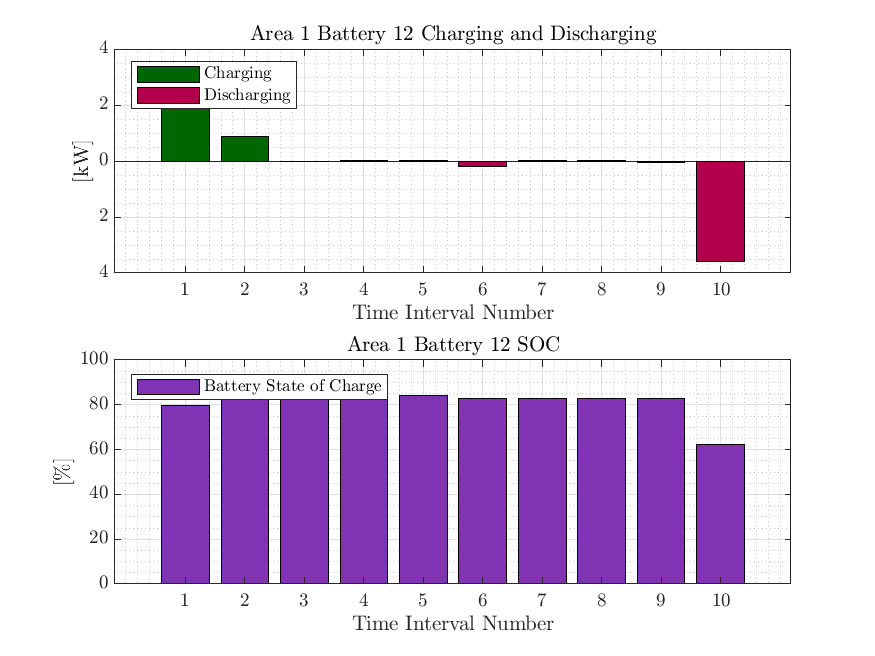 Area 1 Battery 12 Charging and Discharging
4
2
0
2
4
[kW]
Charging
Discharging
1 2 3 4 5 6 7 8 9 10
Time Interval Number
Area 1 Battery 12 SOC
100
80
60
40
20
0
[%]
Battery State of Charge
1 2 3 4 5 6 7 8 9 10
Time Interval Number